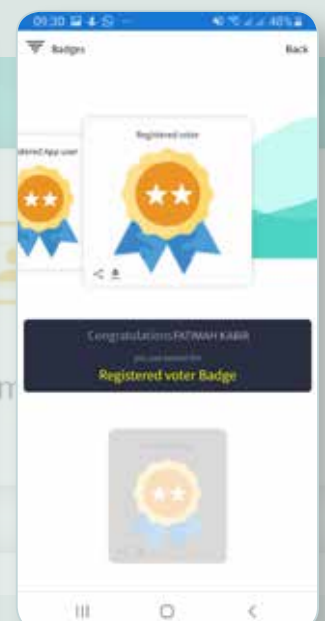 09:30
48%
Badges
Back
Registered App user
Registered voter
Congratulations FATIMAH KABIR
you have earned the
Registered voter Badge